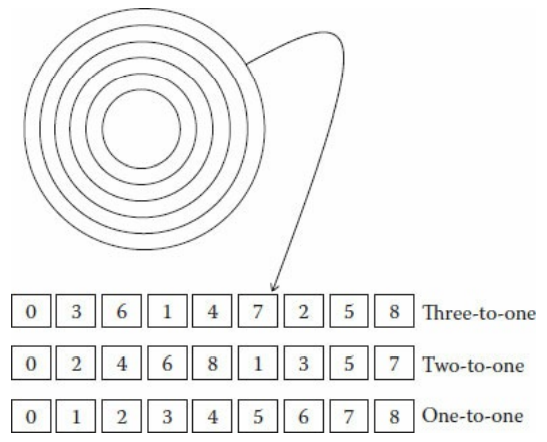 0 3 6 1 4 7 2 5 8 Three-to-one
0 2 4 6 8 1 3 5 7 Two-to-one
0 1 2 3 4 5 6 7 8 One-to-one